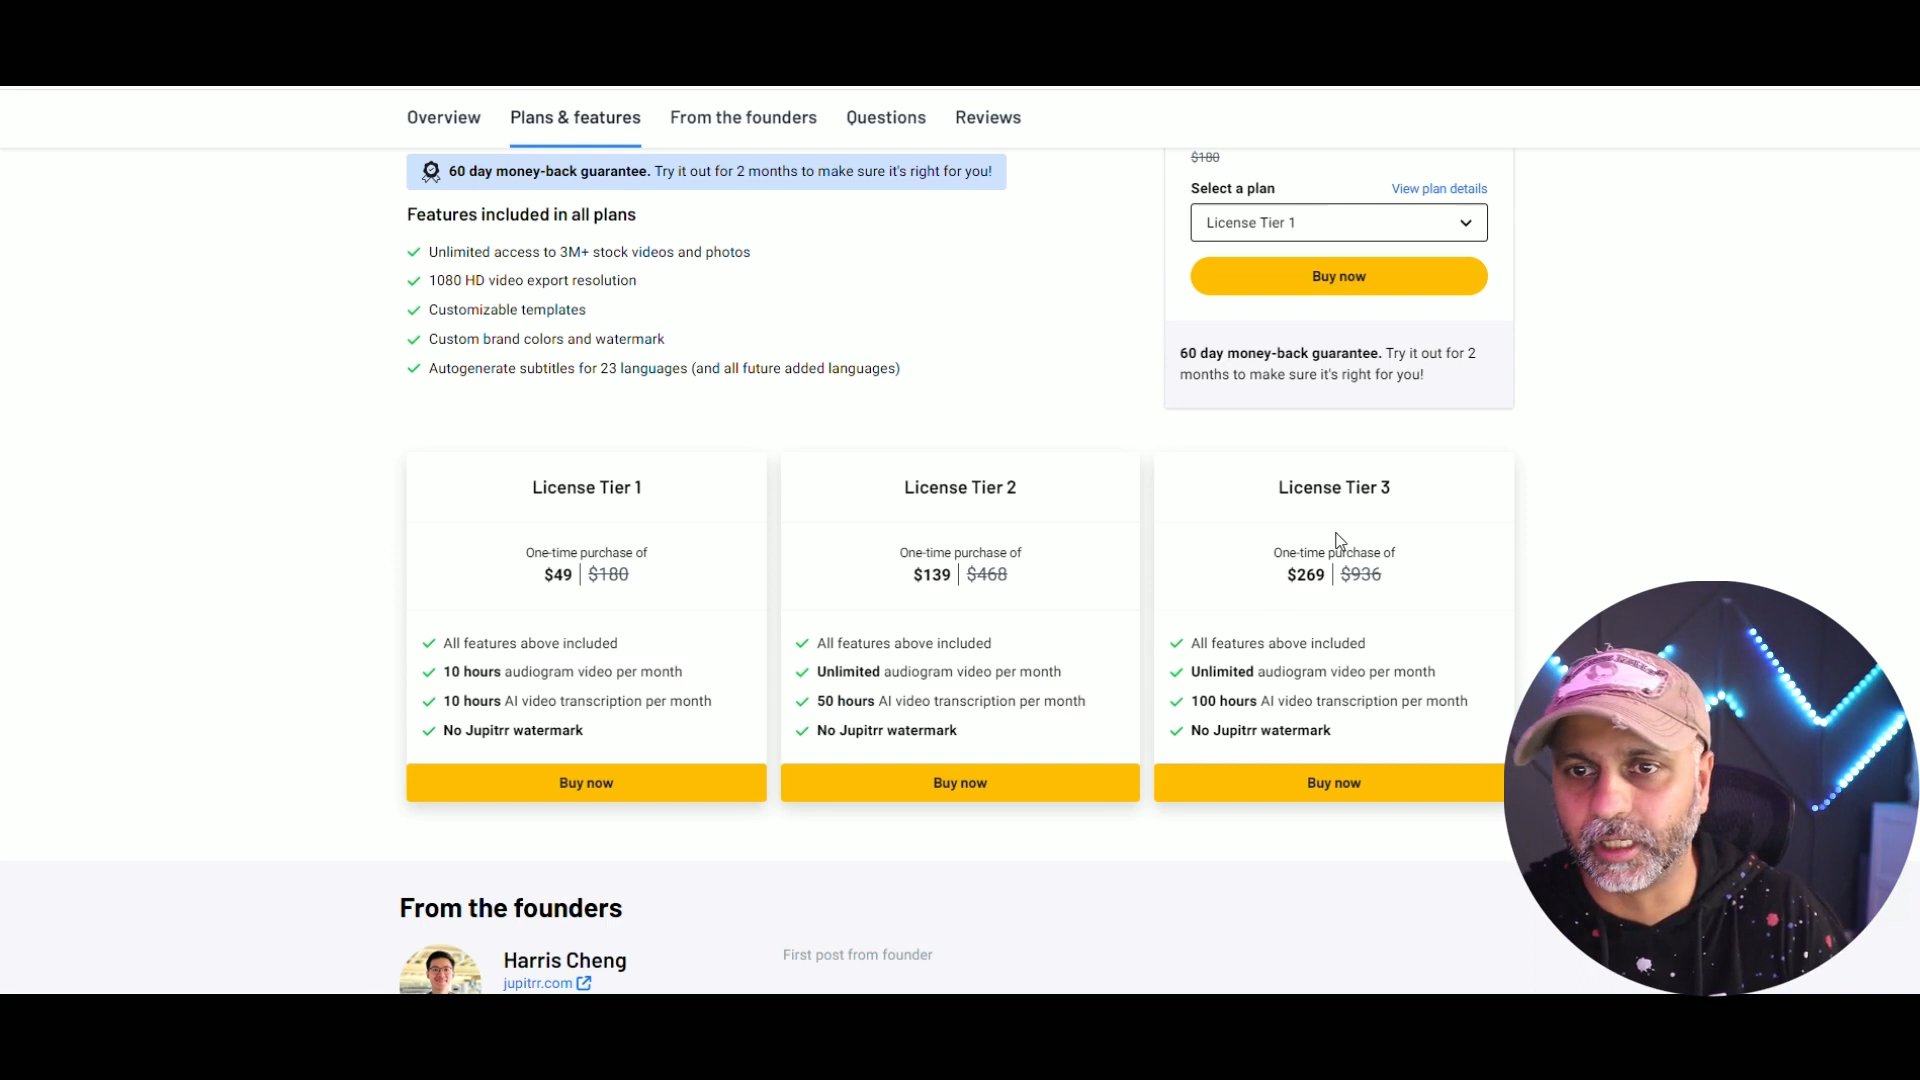 Overview
Plans & features
From the founders
Questions
Reviews
60 day money-back guarantee. Try it out for 2 months to make sure it's right for you!
Features included in all plans
Unlimited access to 3M+ stock videos and photos
1080 HD video export resolution
Customizable templates
Custom brand colors and watermark
Autogenerate subtitles for 23 languages (and all future added languages)
$180
Select a plan
View plan details
License Tier 1
Buy now
60 day money-back guarantee. Try it out for 2
months to make sure it's right for you!
License Tier 1
One-time purchase of
$49 | $180
All features above included
10 hours audiogram video per month
10 hours AI video transcription per month
No Jupitrr watermark
Buy now
License Tier 2
One-time purchase of
$139 | $468
All features above included
Unlimited audiogram video per month
50 hours AI video transcription per month
No Jupitrr watermark
Buy now
License Tier 3
One-time purchase of
$269 | $936
All features above included
Unlimited audiogram video per month
100 hours AI video transcription per month
No Jupitrr watermark
Buy now
From the founders
Harris Cheng
jupitrr.com
First post from founder